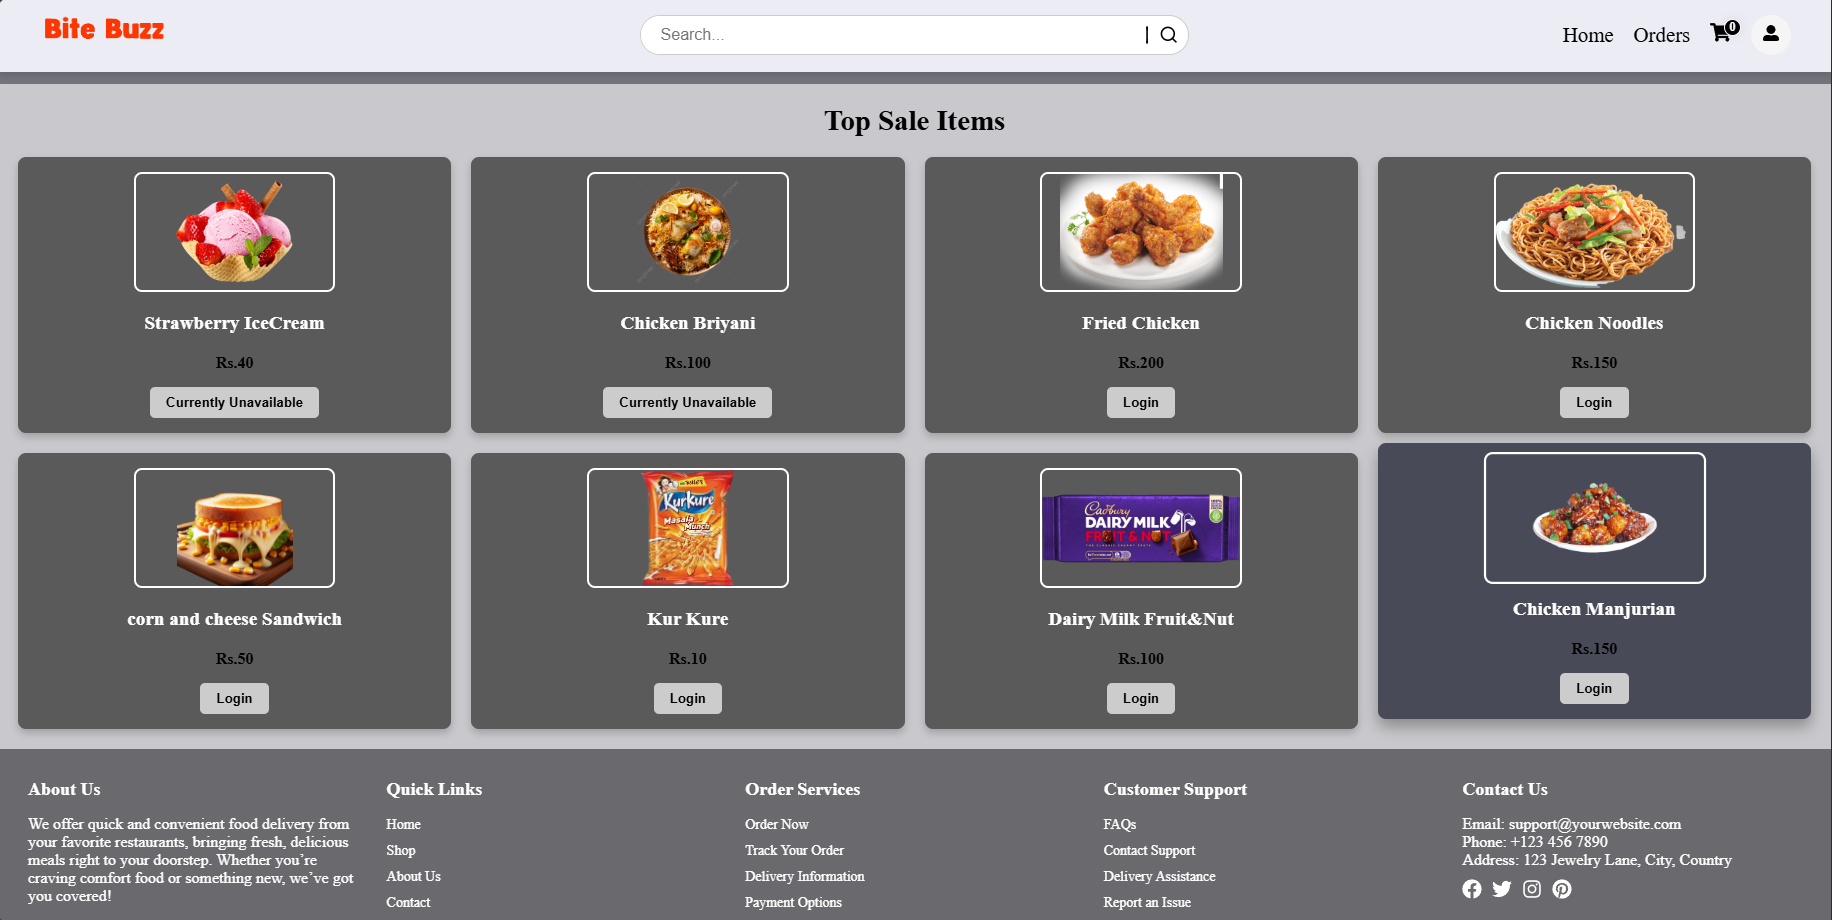 Bite Buzz
Search...
Home
Orders
0
Top Sale Items
Strawberry IceCream
Rs.40
Currently Unavailable
Chicken Briyani
Rs.100
Currently Unavailable
Fried Chicken
Rs.200
Login
Chicken Noodles
Rs.150
Login
corn and cheese Sandwich
Rs.50
Login
Kurkure
Masala
Munch
Kur Kure
Rs.10
Login
Cadbury
DAIRY MILK
FRUIT & NUT
Dairy Milk Fruit&Nut
Rs.100
Login
Chicken Manjurian
Rs.150
Login
About Us
We offer quick and convenient food delivery from
your favorite restaurants, bringing fresh, delicious
meals right to your doorstep. Whether you’re
craving comfort food or something new, we’ve got
you covered!
Quick Links
Home
Shop
About Us
Contact
Order Services
Order Now
Track Your Order
Delivery Information
Payment Options
Customer Support
FAQs
Contact Support
Delivery Assistance
Report an Issue
Contact Us
Email: support@yourwebsite.com
Phone: +123 456 7890
Address: 123 Jewelry Lane, City, Country